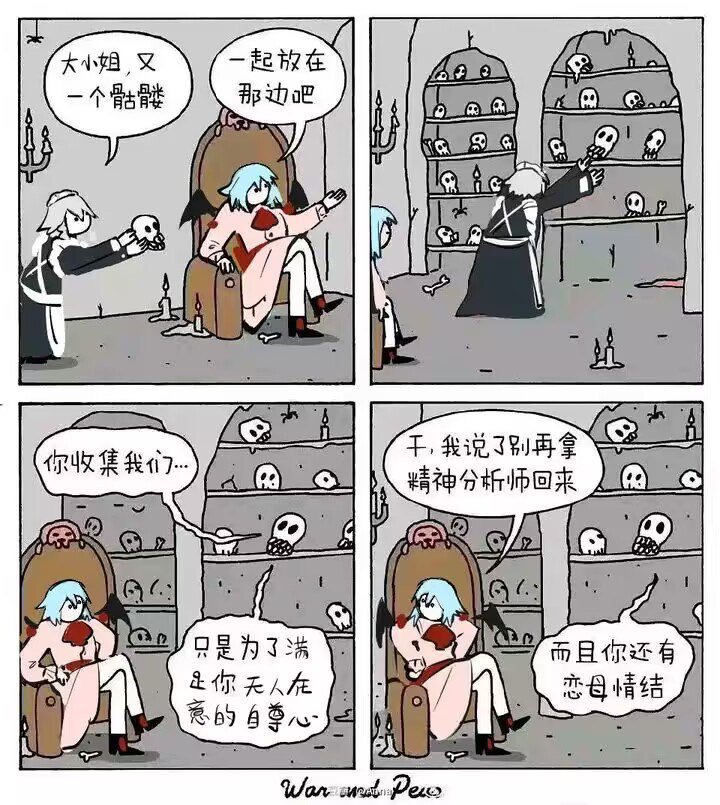 大小姐,又
一个骷髅
一起放在
那边吧
你收集我们...
只是为了满
足你无人在
意的自尊心
干,我说了别再拿
精神分析师回来
而且你还有
恋母情结
War and Peas